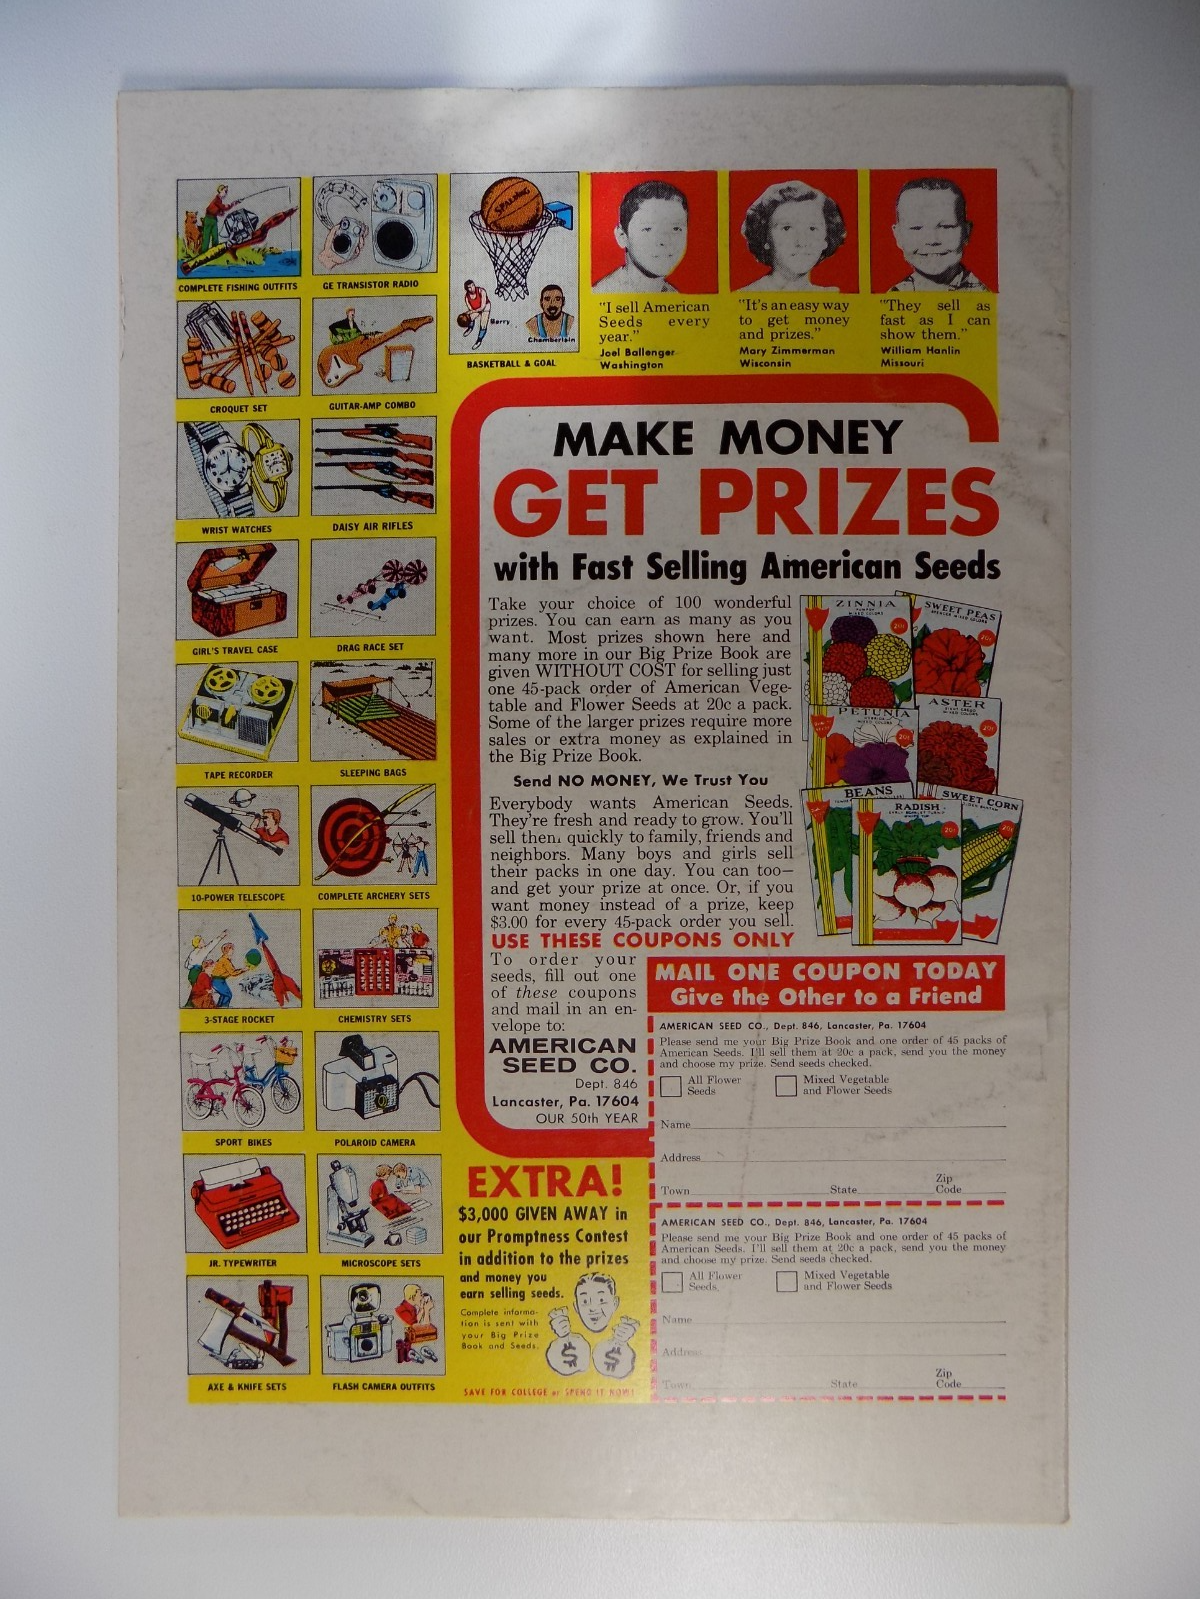 COMPLETE FISHING OUTFITS
GE TRANSISTOR RADIO
CROQUET SET
GUITAR-AMP COMBO
WRIST WATCHES
DAISY AIR RIFLES
GIRL'S TRAVEL CASE
DRAG RACE SET
TAPE RECORDER
SLEEPING BAGS
10-POWER TELESCOPE
COMPLETE ARCHERY SETS
3-STAGE ROCKET
CHEMISTRY SETS
SPORT BIKES
POLAROID CAMERA
JR. TYPEWRITER
MICROSCOPE SETS
AXE & KNIFE SETS
FLASH CAMERA OUTFITS
SPALDING
Barry
Chamberlain
BASKETBALL & GOAL
"I sell American
Seeds every
year."
Joel Ballenger
Washington
"It's an easy way
to get money
and prizes."
Mary Zimmerman
Wisconsin
"They sell as
fast as I can
show them."
William Hanlin
Missouri
MAKE MONEY
GET PRIZES
with Fast Selling American Seeds
Take your choice of 100 wonderful
prizes. You can earn as many as you
want. Most prizes shown here and
many more in our Big Prize Book are
given WITHOUT COST for selling just
one 45-pack order of American Vege-
table and Flower Seeds at 20c a pack.
Some of the larger prizes require more
sales or extra money as explained in
the Big Prize Book.
Send NO MONEY, We Trust You
Everybody wants American Seeds.
They're fresh and ready to grow. You'll
sell them quickly to family, friends and
neighbors. Many boys and girls sell
their packs in one day. You can too—
and get your prize at once. Or, if you
want money instead of a prize, keep
$3.00 for every 45-pack order you sell.
USE THESE COUPONS ONLY
To order your
seeds, fill out one
of these coupons
and mail in an en-
velope to:
AMERICAN
SEED CO.
Dept. 846
Lancaster, Pa. 17604
OUR 50th YEAR
ZINNIA
MIXED COLORS
20¢
SWEET PEAS
20¢
PETUNIA
MIXED COLORS
20¢
ASTER
MIXED COLORS
20¢
BEANS
RADISH
20¢
SWEET CORN
20¢
MAIL ONE COUPON TODAY
Give the Other to a Friend
AMERICAN SEED CO., Dept. 846, Lancaster, Pa. 17604
Please send me your Big Prize Book and one order of 45 packs of
American Seeds. I'll sell them at 20c a pack, send you the money
and choose my prize. Send seeds checked.
All Flower
Seeds
Mixed Vegetable
and Flower Seeds
Name
Address
Town State Zip
Code
AMERICAN SEED CO., Dept. 846, Lancaster, Pa. 17604
Please send me your Big Prize Book and one order of 45 packs of
American Seeds. I'll sell them at 20c a pack, send you the money
and choose my prize. Send seeds checked.
All Flower
Seeds
Mixed Vegetable
and Flower Seeds
Name
Address
Town State Zip
Code
EXTRA!
$3,000 GIVEN AWAY in
our Promptness Contest
in addition to the prizes
and money you
earn selling seeds.
Complete informa-
tion is sent with
your Big Prize
Book and Seeds.
$ $
SAVE FOR COLLEGE or SPEND IT NOW!